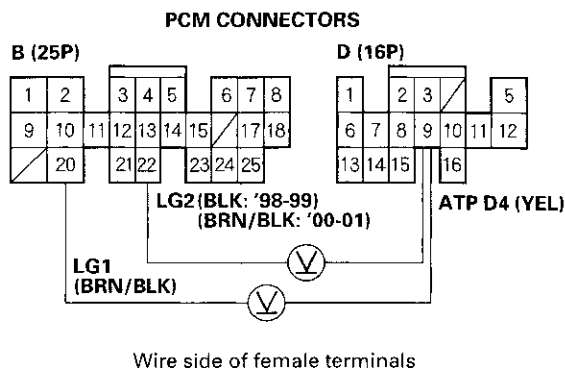 PCM CONNECTORS
B (25P)
D (16P)
1 2 3 4 5 6 7 8
9 10 11 12 13 14 15 17 18
20 21 22 23 24 25
1 2 3 5
6 7 8 9 10 11 12
13 14 15 16
LG2 (BLK: '98-99)
(BRN/BLK: '00-01)
ATP D4 (YEL)
LG1
(BRN/BLK)
V
V
Wire side of female terminals